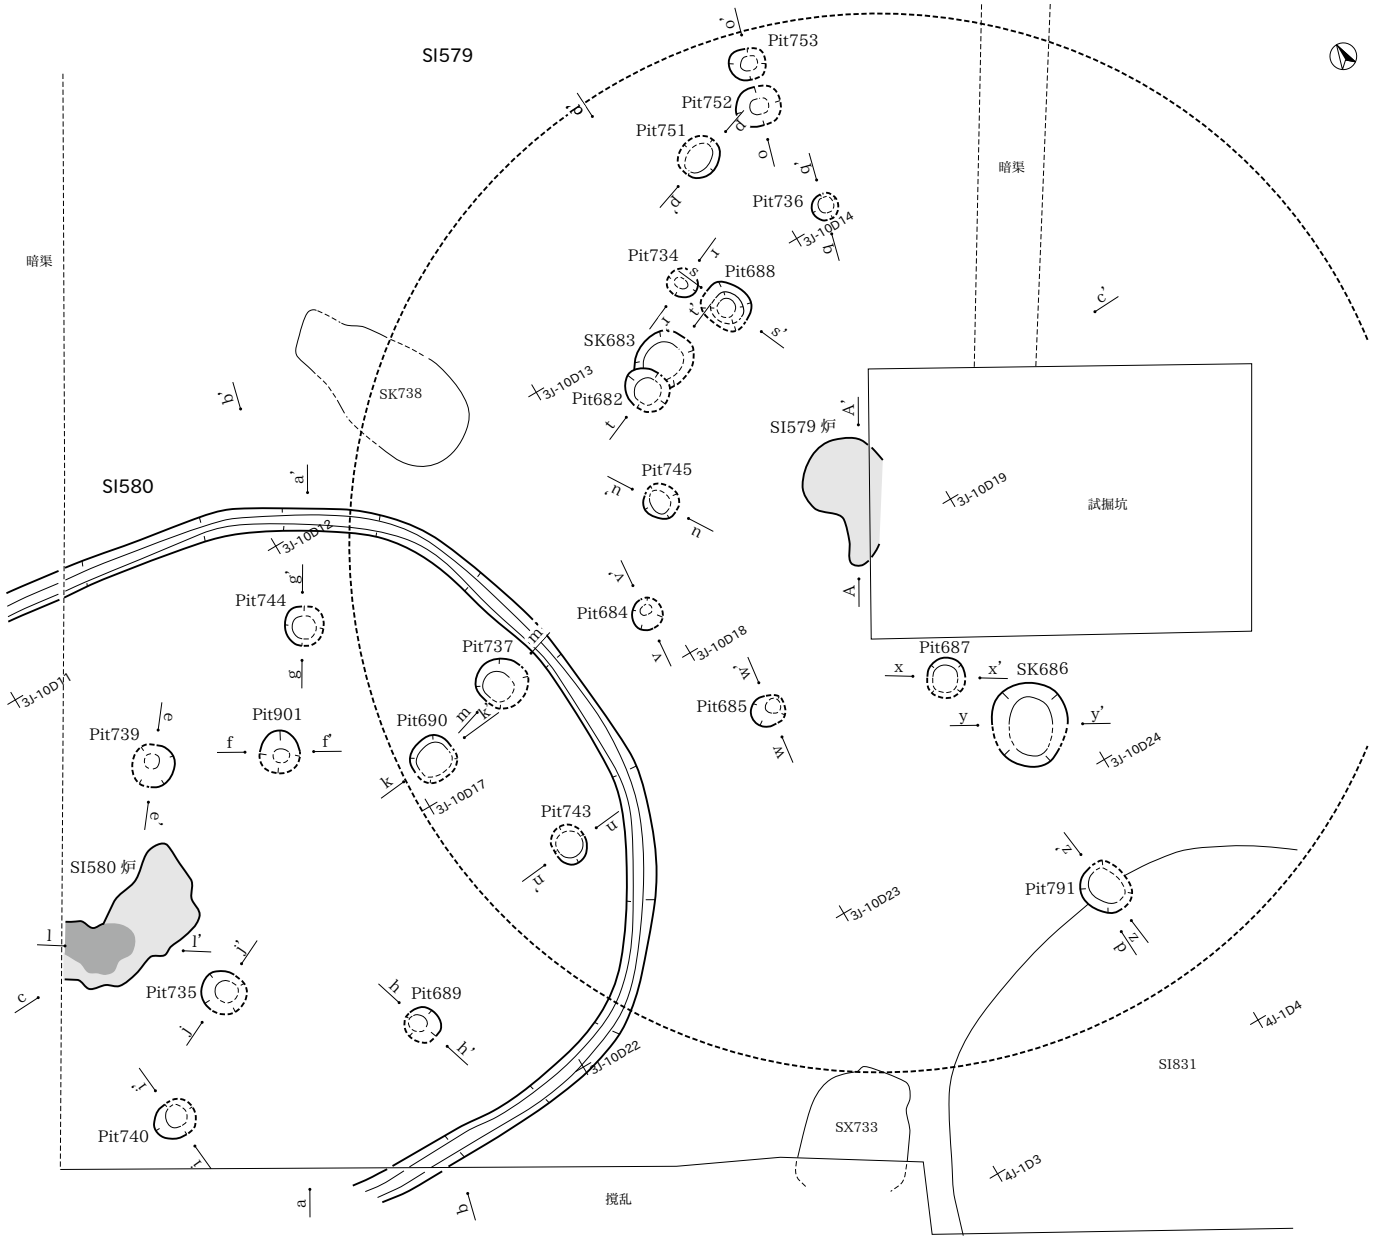 SI579
o'
Pit753
p'
Pit752
p
Pit751
o
暗渠
q'
p'
Pit736
3J-10D14
q
暗渠
Pit734
r
s
Pit688
c'
r
t'
s'
SK683
3J-10D13
SK738
Pit682
b'
t
A'
SI579 炉
Pit745
a'
SI580
u'
3J-10D19
試掘坑
u
3J-10D12
g'
v'
A
Pit744
Pit684
m'
v
3J-10D18
Pit737
Pit687
g
w'
x
x'
SK686
3J-10D11
Pit901
e
m
k'
Pit690
Pit685
y
y'
Pit739
f
f'
w
3J-10D24
k
3J-10D17
e'
Pit743
n
z'
SI580 炉
n'
Pit791
3J-10D23
l
l'
z
j'
d
c
Pit735
h
Pit689
j
h'
4J-1D4
3J-10D22
SI831
i'
Pit740
SX733
i
4J-1D3
a
b
撹乱